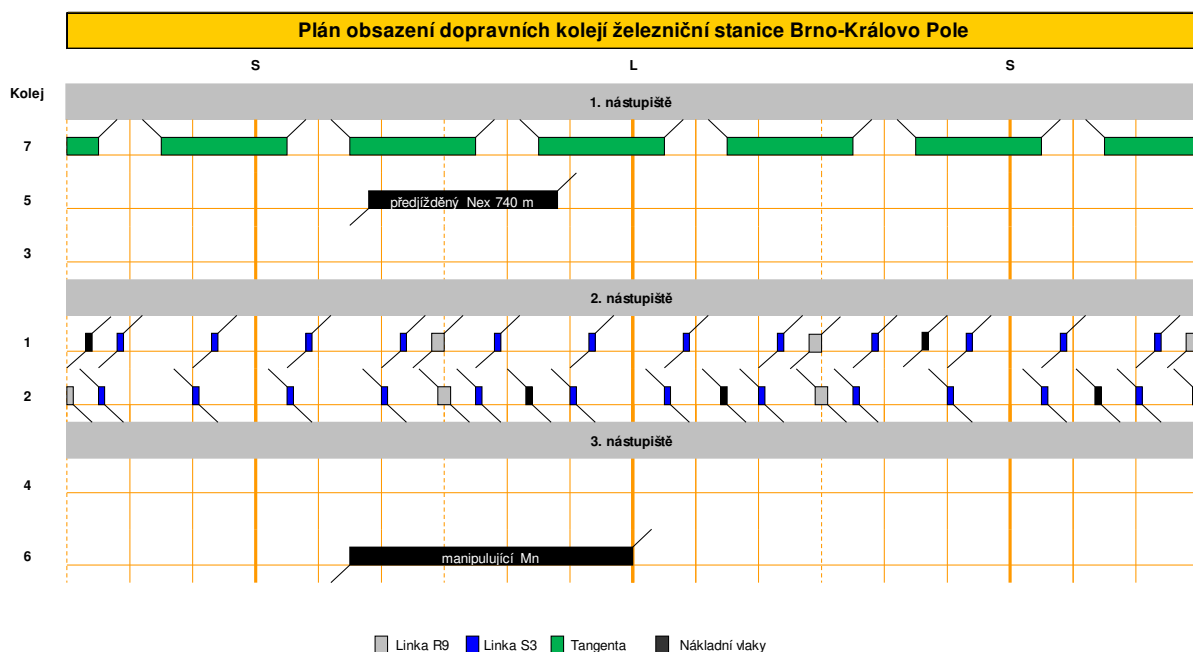 Plán obsazení dopravních kolejí železniční stanice Brno-Královo Pole
S L S
Kolej
1. nástupiště
7
5 předjížděný Nex 740 m
3
2. nástupiště
1
2
3. nástupiště
4
6 manipulující Mn
Linka R9 Linka S3 Tangenta Nákladní vlaky